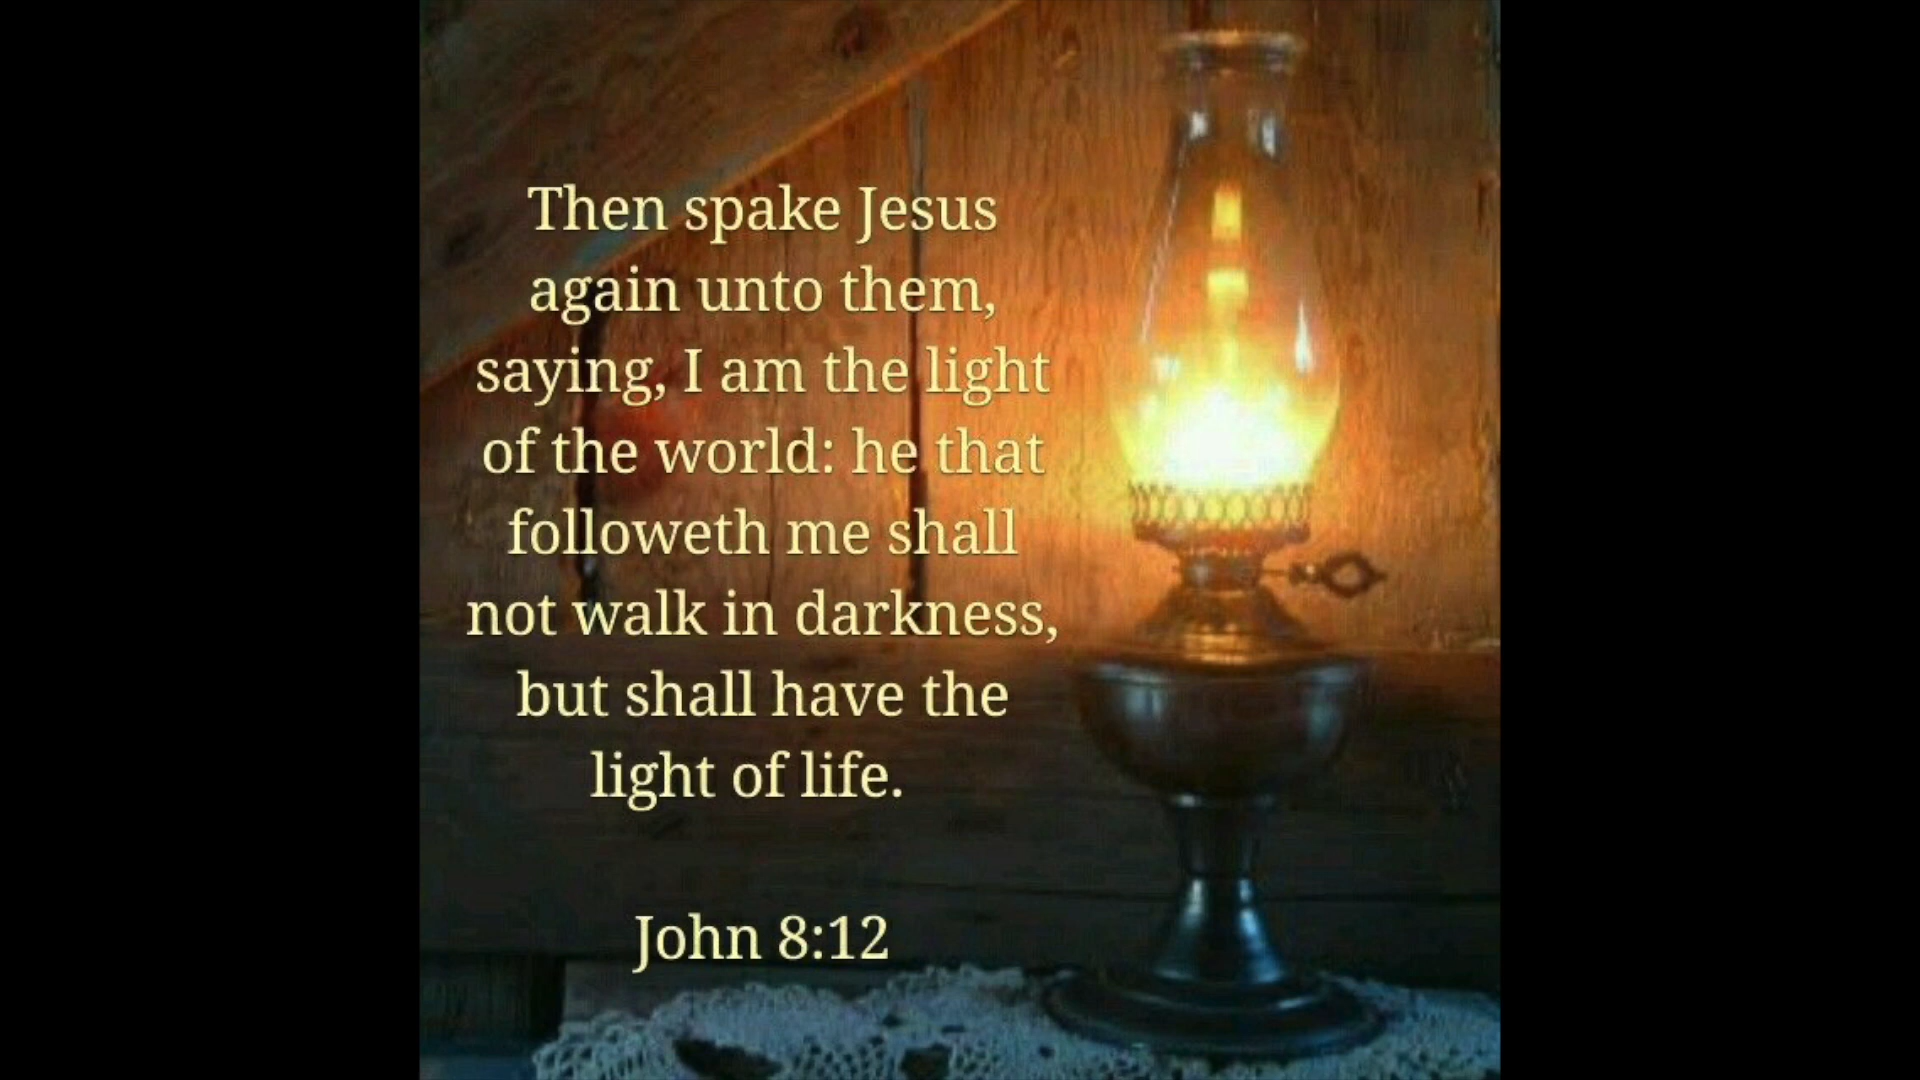 Then spake Jesus
again unto them,
saying, I am the light
of the world: he that
followeth me shall
not walk in darkness,
but shall have the
light of life.
John 8:12